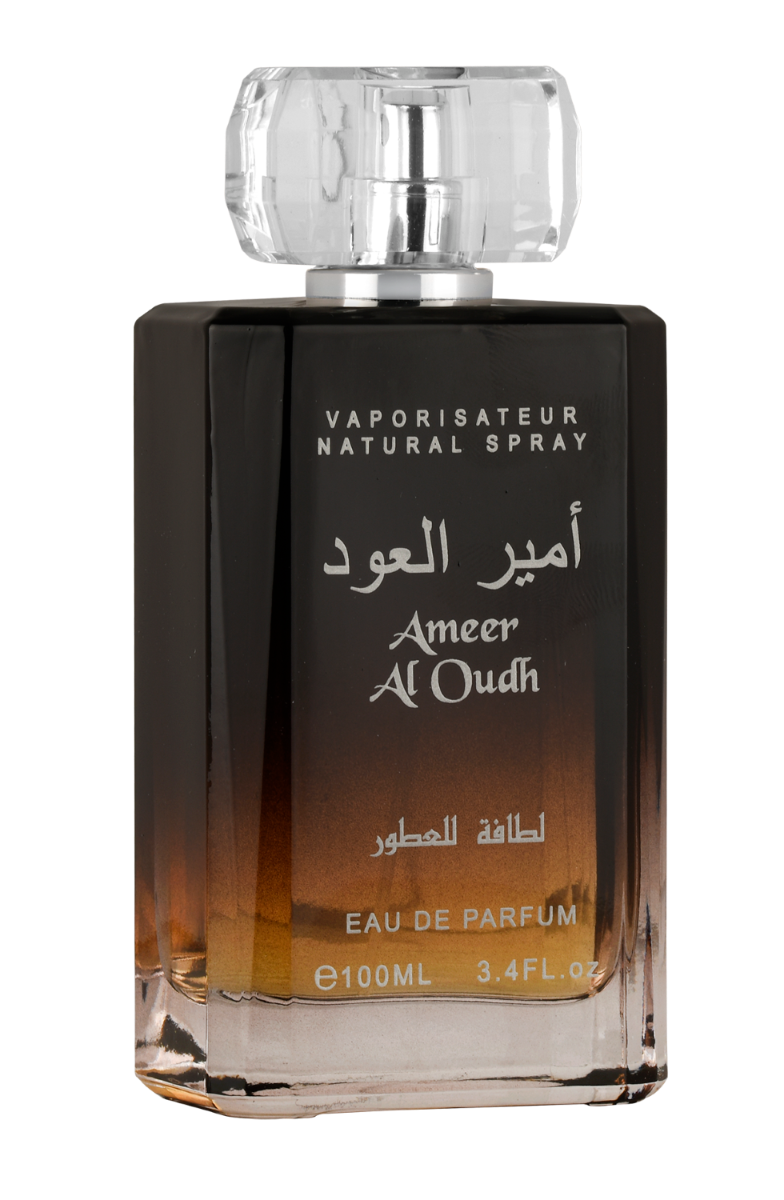 VAPORISATEUR
NATURAL SPRAY
أمير العود
Ameer
Al Oudh
لطافة للعطور
EAU DE PARFUM
℮100ML 3.4FL.oz